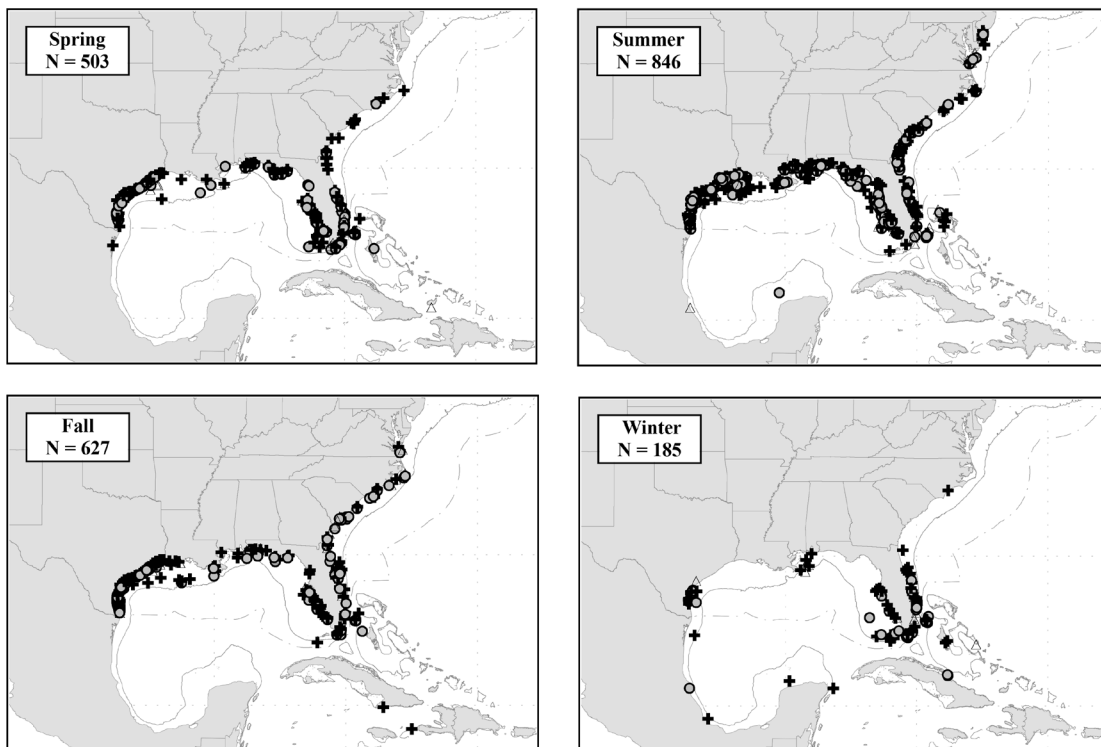 Spring
N = 503
Summer
N = 846
Fall
N = 627
Winter
N = 185